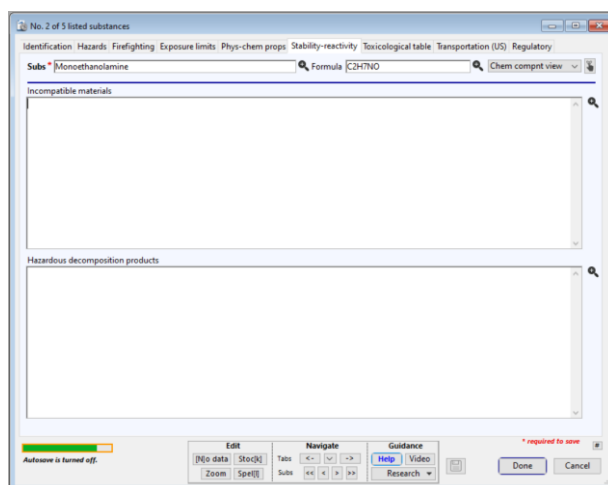 No. 2 of 5 listed substances
Identification Hazards Firefighting Exposure limits Phys-chem props Stability-reactivity Toxicological table Transportation (US) Regulatory
Subs * Monoethanolamine Formula C2H7NO Chem compnt view
Incompatible materials
Hazardous decomposition products
* required to save
Edit Navigate Guidance
[N]o data Stoc[k] Tabs <- -> Help Video
Autosave is turned off.
Zoom Spel[l] Subs << < > >> Research
Done Cancel
#